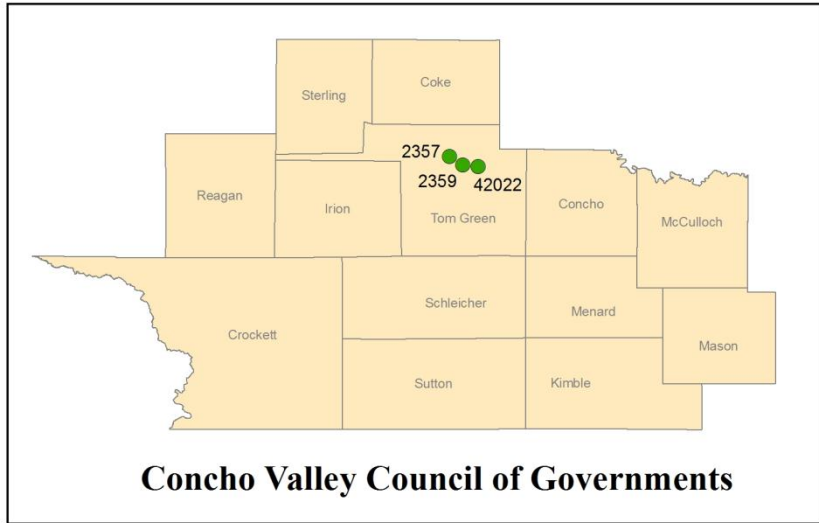 Coke
Sterling
2357
2359 42022
Reagan
Irion
Tom Green
Concho
McCulloch
Schleicher
Menard
Crockett
Mason
Sutton
Kimble
Concho Valley Council of Governments